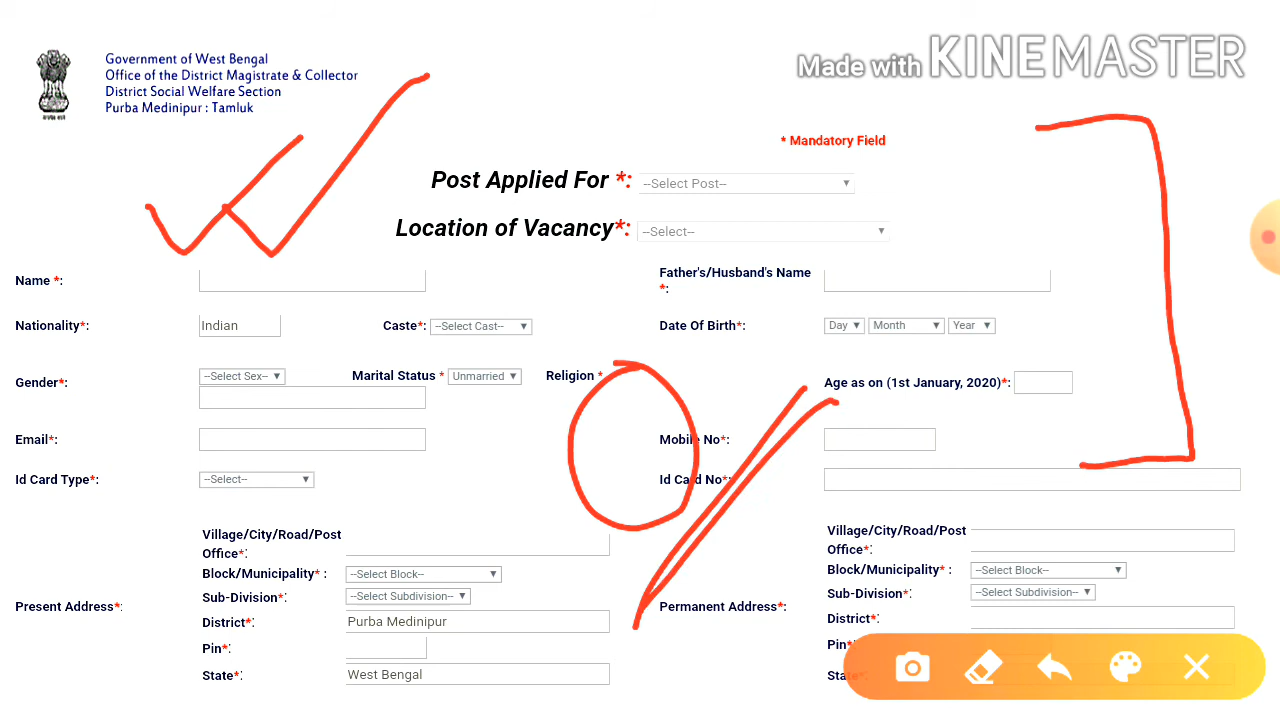 Government of West Bengal
Office of the District Magistrate & Collector
District Social Welfare Section
Purba Medinipur : Tamluk
Made with KINEMASTER
* Mandatory Field
Post Applied For *: --Select Post--
Location of Vacancy*: --Select--
Name *:
Father's/Husband's Name *:
Nationality*: Indian Caste*: --Select Cast-- Date Of Birth*: Day Month Year
Gender*: --Select Sex-- Marital Status * Unmarried Religion * Age as on (1st January, 2020)*:
Email*: Mobile No*:
Id Card Type*: --Select-- Id Card No*:
Present Address*:
Village/City/Road/Post
Office*:
Block/Municipality* : --Select Block--
Sub-Division*: --Select Subdivision--
District*: Purba Medinipur
Pin*:
State*: West Bengal
Permanent Address*:
Village/City/Road/Post
Office*:
Block/Municipality* : --Select Block--
Sub-Division*: --Select Subdivision--
District*:
Pin*
State*